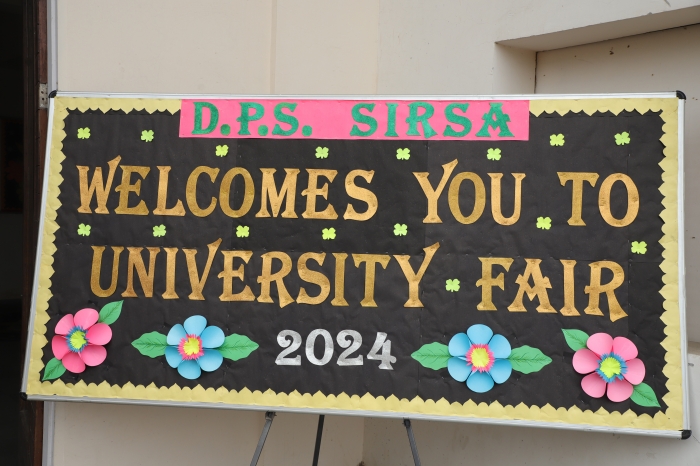 D.P.S. SIRSA
WELCOMES YOU TO
UNIVERSITY FAIR
2024